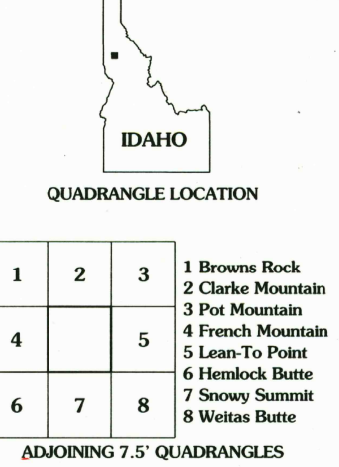 IDAHO
QUADRANGLE LOCATION
1 2 3
4 5
6 7 8
1 Browns Rock
2 Clarke Mountain
3 Pot Mountain
4 French Mountain
5 Lean-To Point
6 Hemlock Butte
7 Snowy Summit
8 Weitas Butte
ADJOINING 7.5' QUADRANGLES